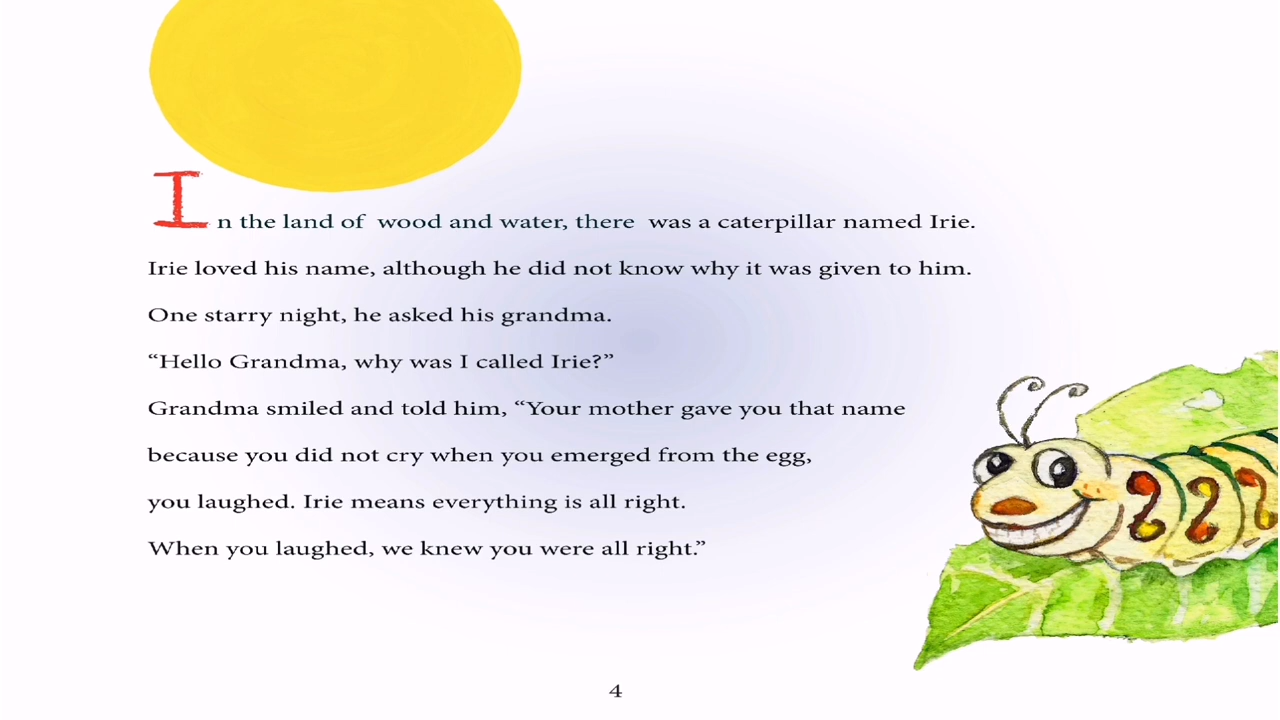 In the land of wood and water, there was a caterpillar named Irie.
Irie loved his name, although he did not know why it was given to him.
One starry night, he asked his grandma.
“Hello Grandma, why was I called Irie?”
Grandma smiled and told him, “Your mother gave you that name
because you did not cry when you emerged from the egg,
you laughed. Irie means everything is all right.
When you laughed, we knew you were all right.”
4